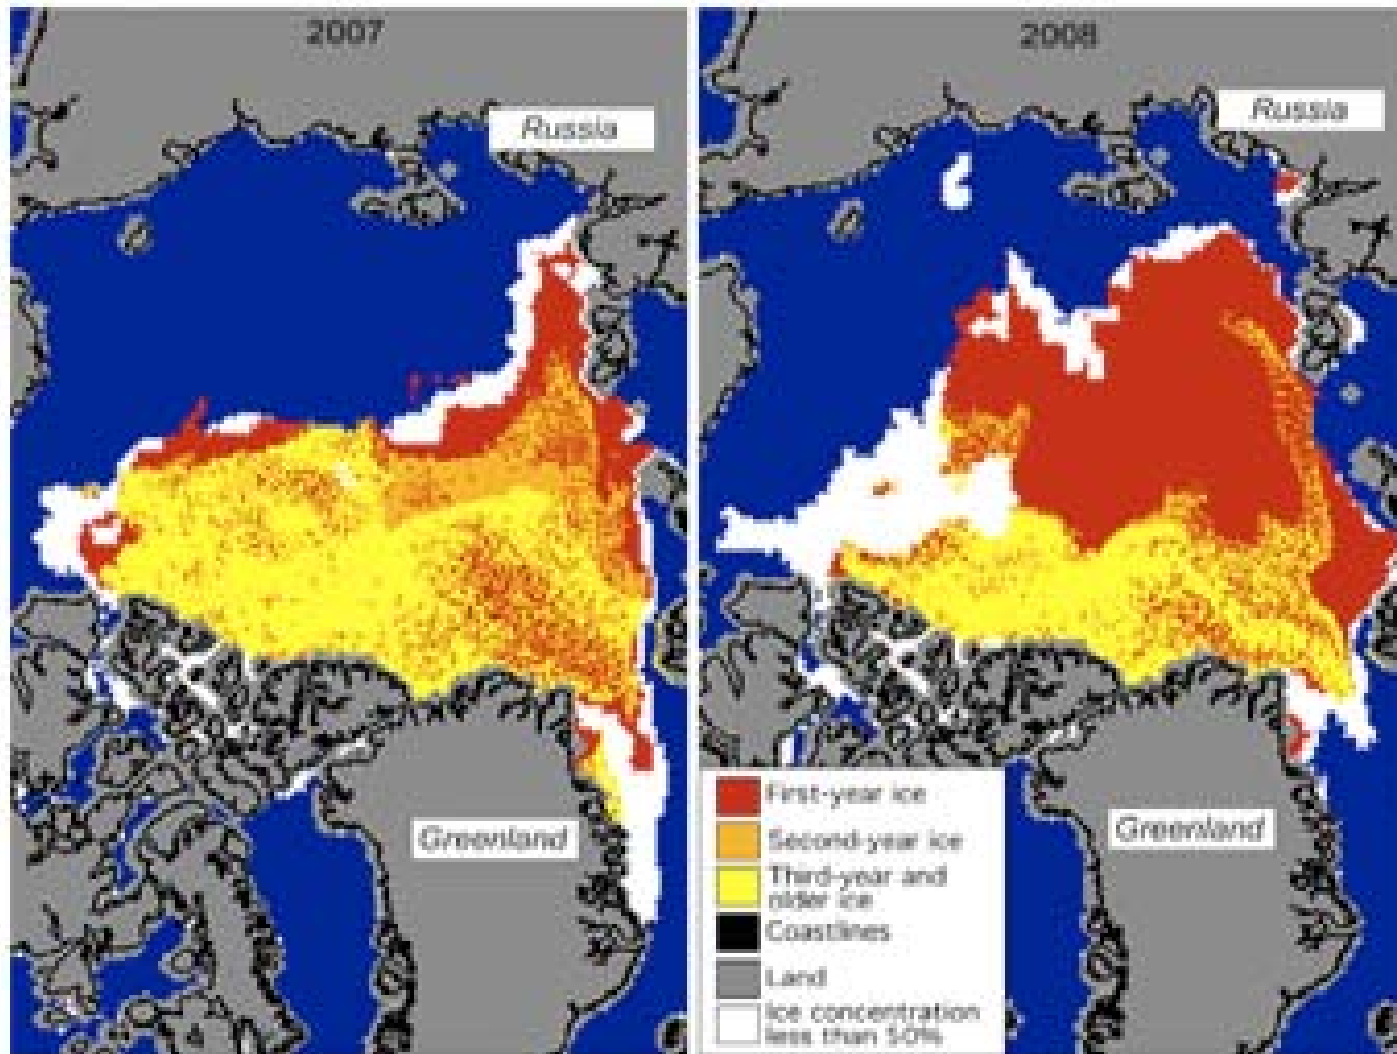 2007
2008
Russia
Russia
Greenland
Greenland
First-year ice
Second-year ice
Third-year and
older ice
Coastlines
Land
Ice concentration
less than 50%